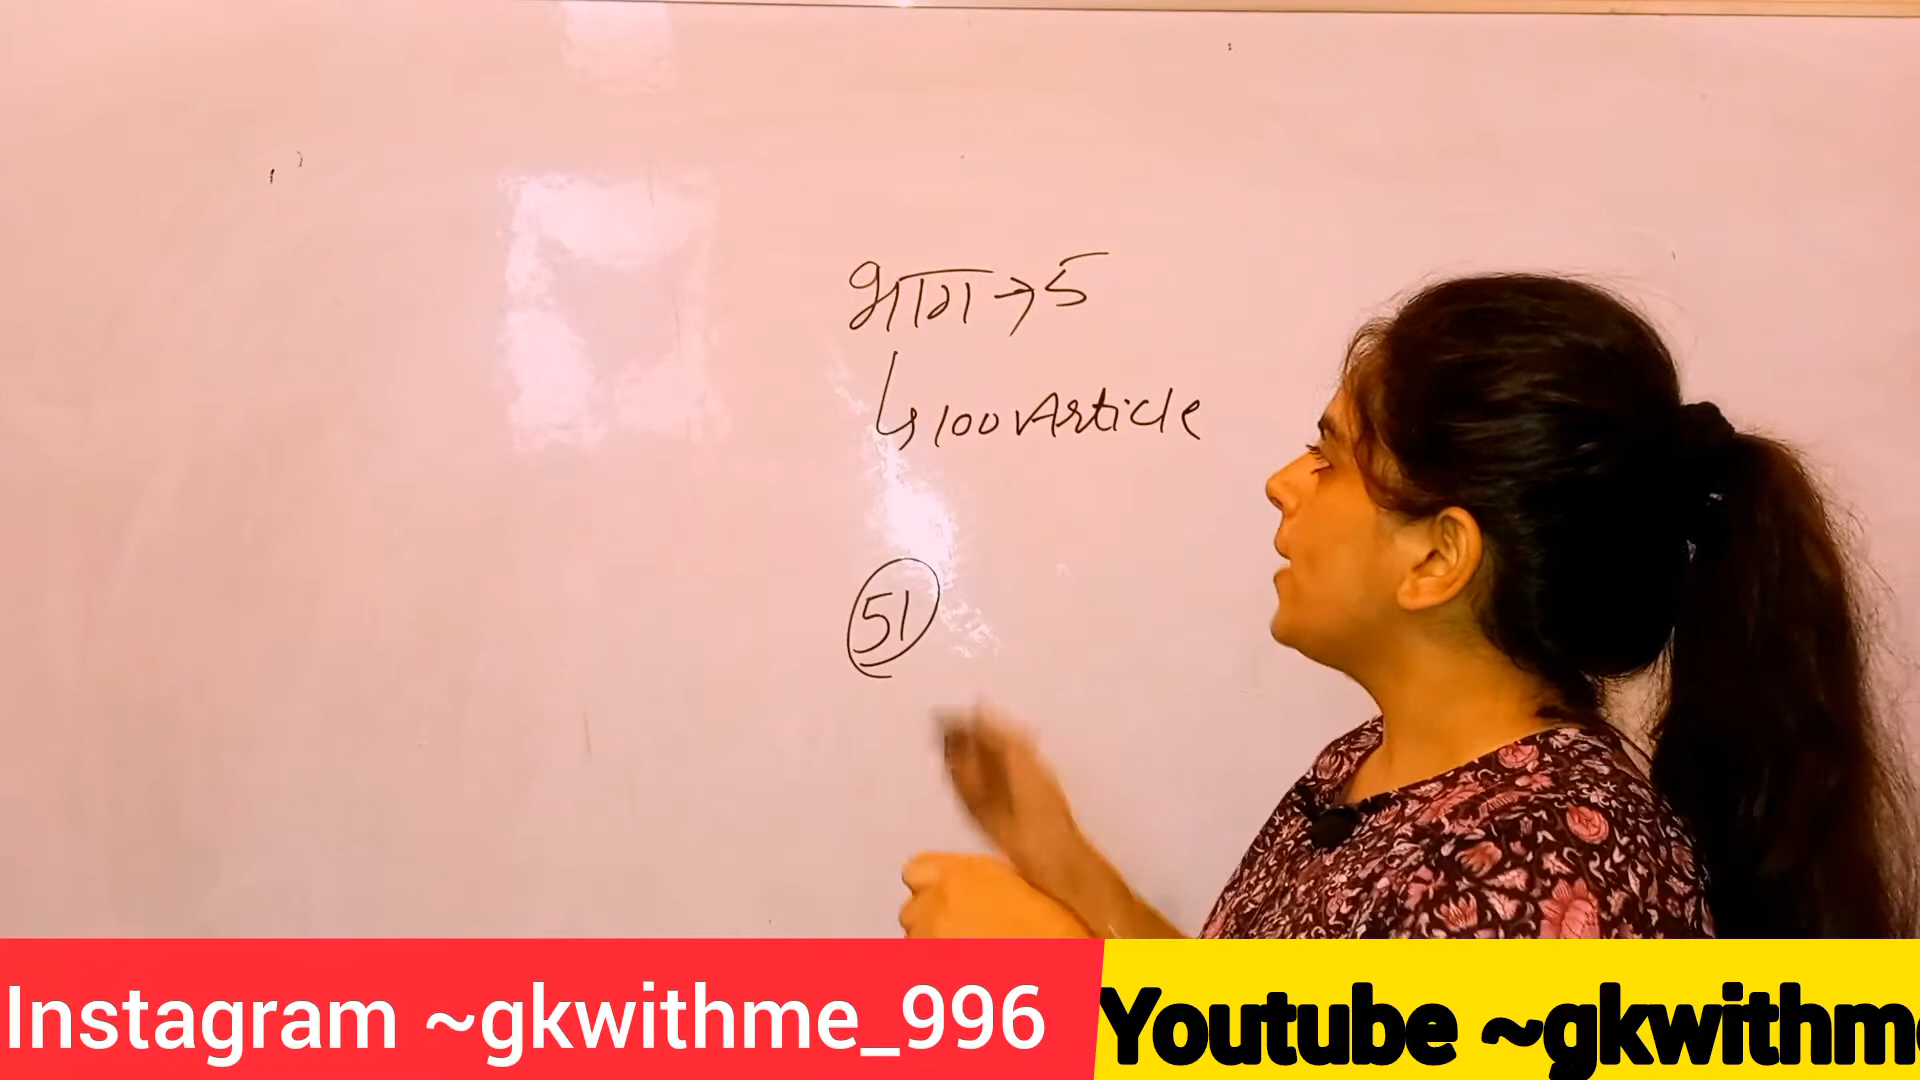 भाग → 5
↳ 100 Article
51
Instagram ~gkwithme_996
Youtube ~gkwithm